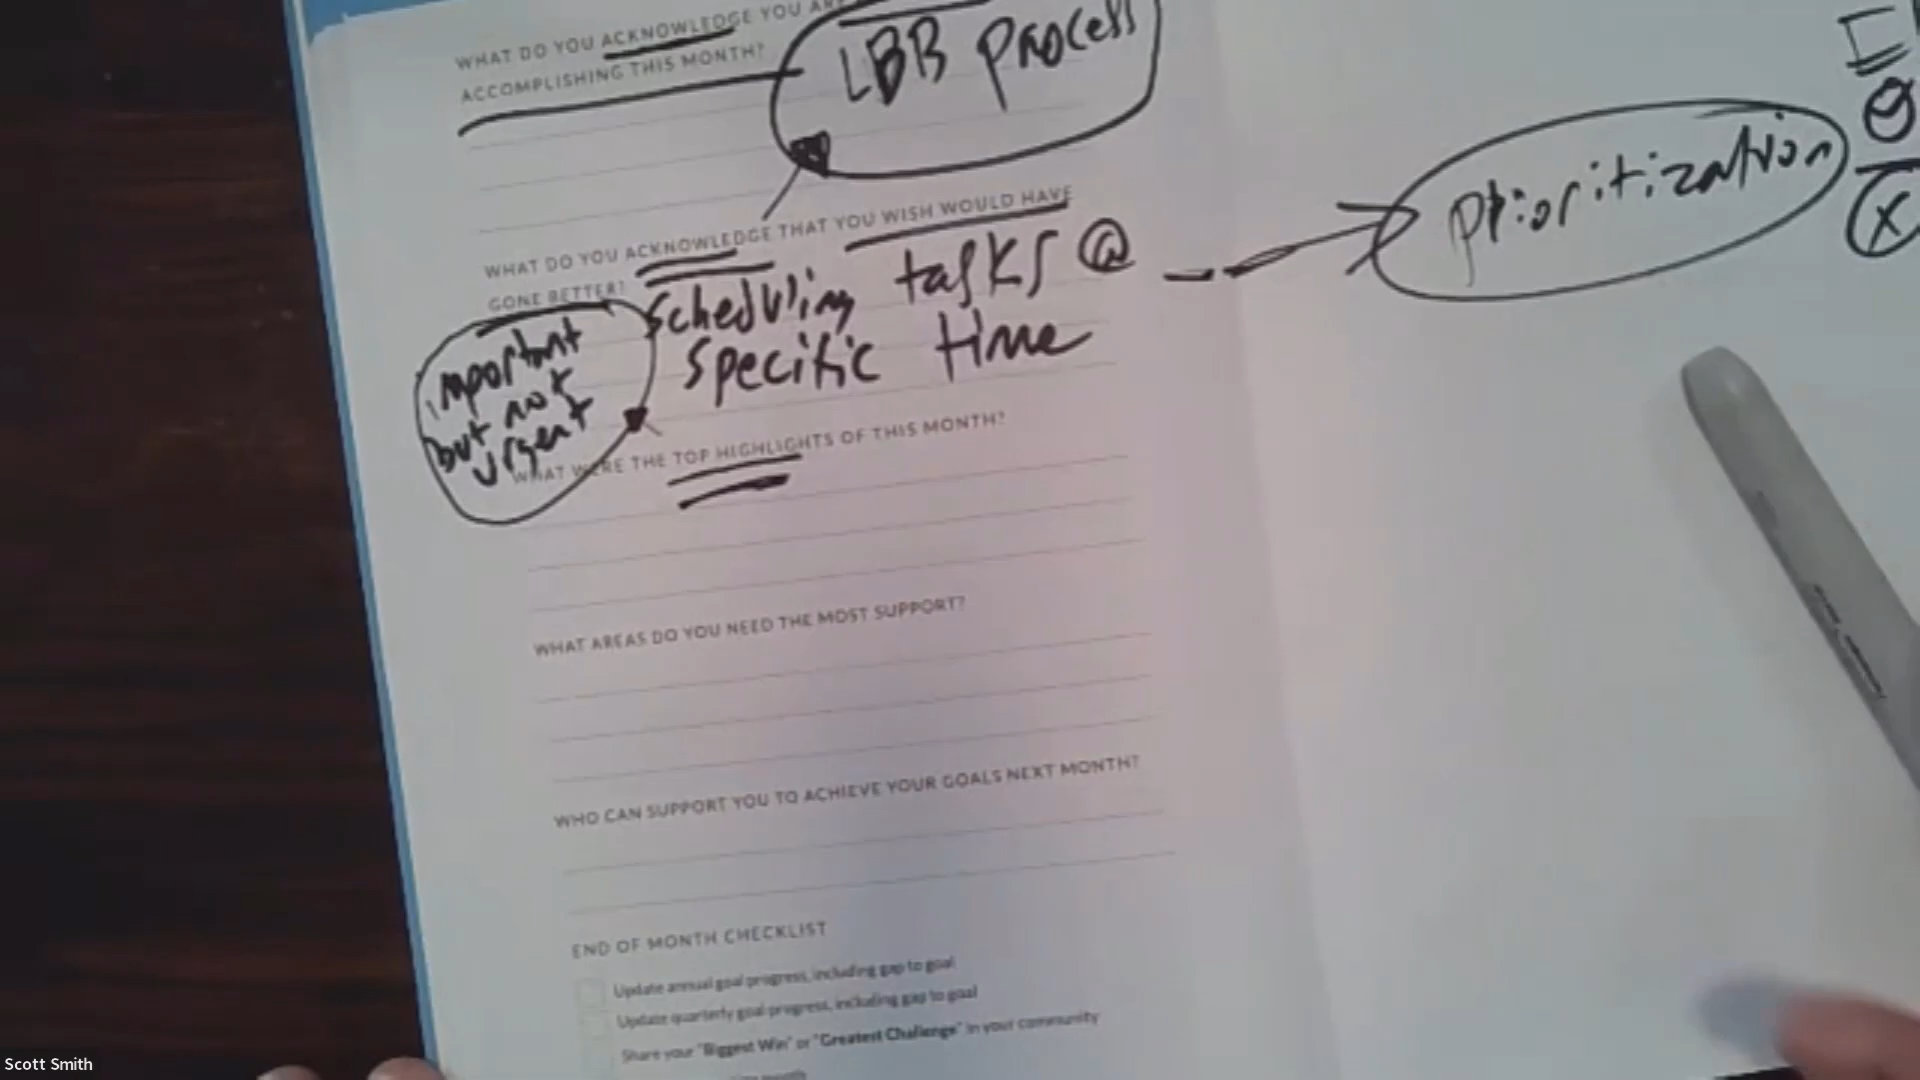 WHAT DO YOU ACKNOWLEDGE YOU ARE
ACCOMPLISHING THIS MONTH?
LBB process
WHAT DO YOU ACKNOWLEDGE THAT YOU WISH WOULD HAVE
GONE BETTER?
scheduling tasks @
specific time
prioritization
important
but not
urgent
WHAT WERE THE TOP HIGHLIGHTS OF THIS MONTH?
WHAT AREAS DO YOU NEED THE MOST SUPPORT?
WHO CAN SUPPORT YOU TO ACHIEVE YOUR GOALS NEXT MONTH?
END OF MONTH CHECKLIST
Update annual goal progress, including gap to goal
Update quarterly goal progress, including gap to goal
Share your "Biggest Win" or "Greatest Challenge" in your community
Scott Smith